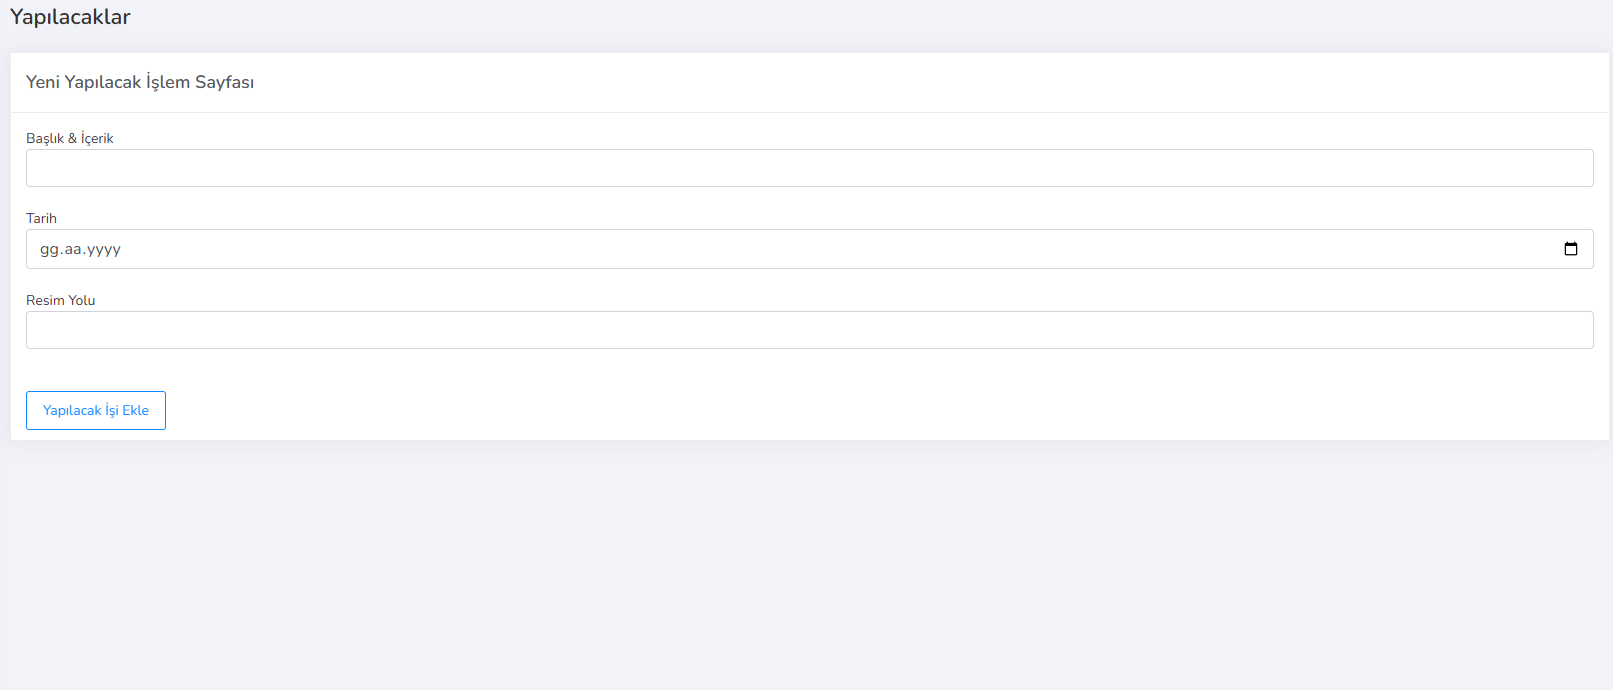 Yapılacaklar
Yeni Yapılacak İşlem Sayfası
Başlık & İçerik
Tarih
gg.aa.yyyy
Resim Yolu
Yapılacak İşi Ekle